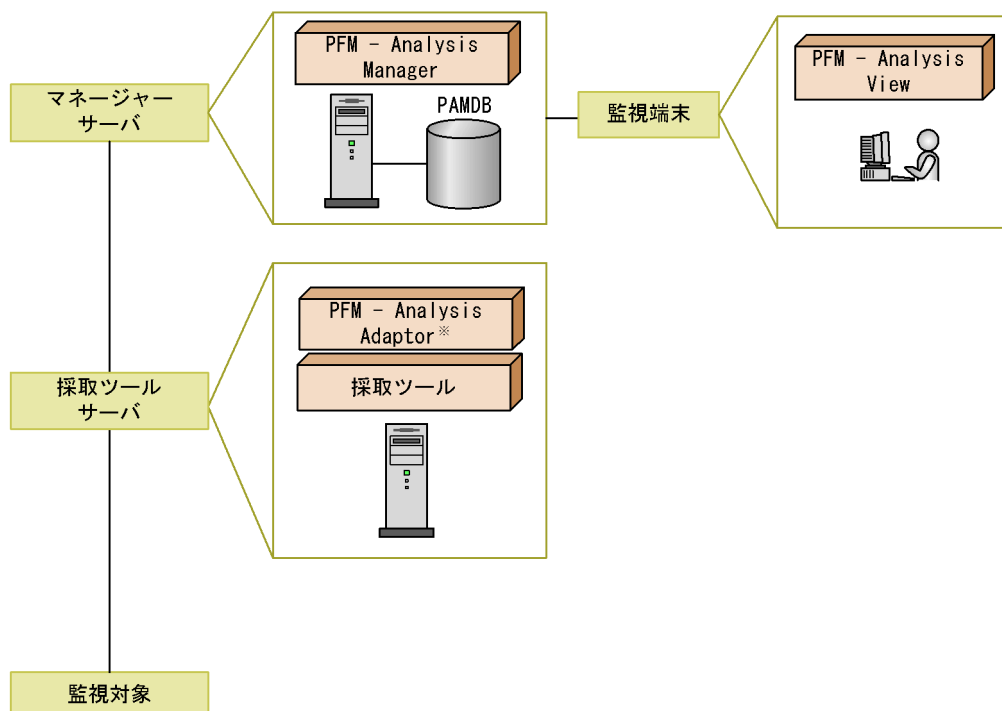 PFM － Analysis
Manager
PFM － Analysis
View
マネージャー
サーバ
PAMDB
監視端末
PFM － Analysis
Adaptor※
採取ツール
採取ツール
サーバ
監視対象